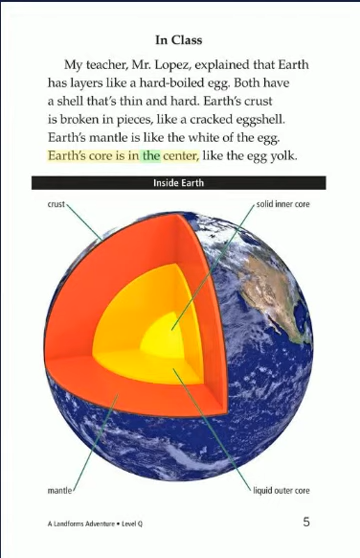 In Class
My teacher, Mr. Lopez, explained that Earth
has layers like a hard-boiled egg. Both have
a shell that's thin and hard. Earth's crust
is broken in pieces, like a cracked eggshell.
Earth's mantle is like the white of the egg.
Earth's core is in the center, like the egg yolk.
Inside Earth
crust
solid inner core
mantle
liquid outer core
A Landforms Adventure • Level Q
5